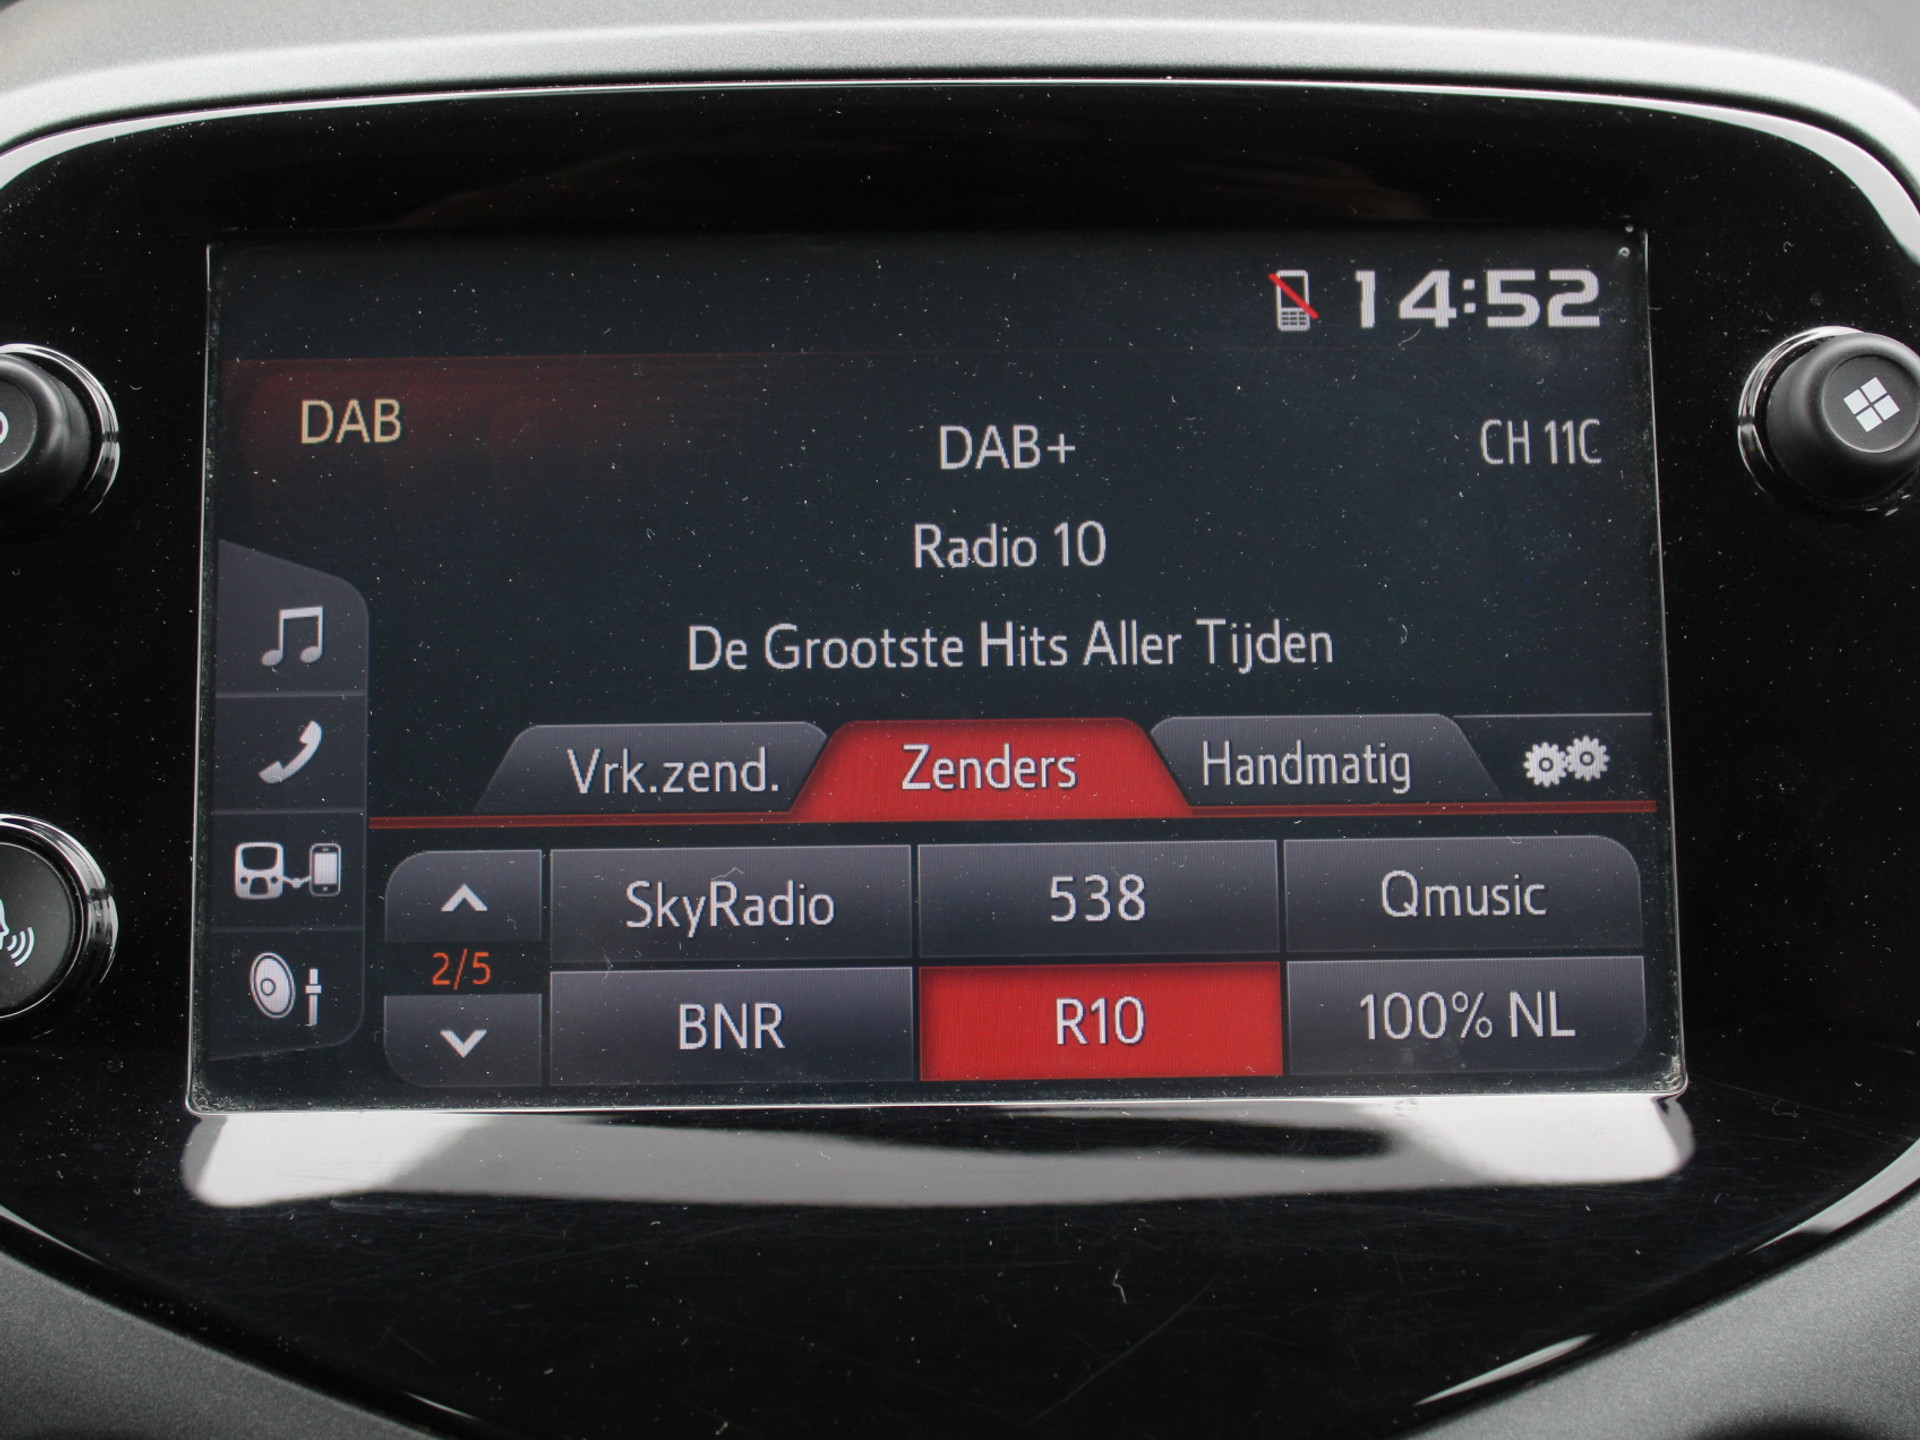 14:52
DAB
DAB+
CH 11C
Radio 10
De Grootste Hits Aller Tijden
Vrk.zend.
Zenders
Handmatig
SkyRadio
538
Qmusic
2/5
BNR
R10
100% NL